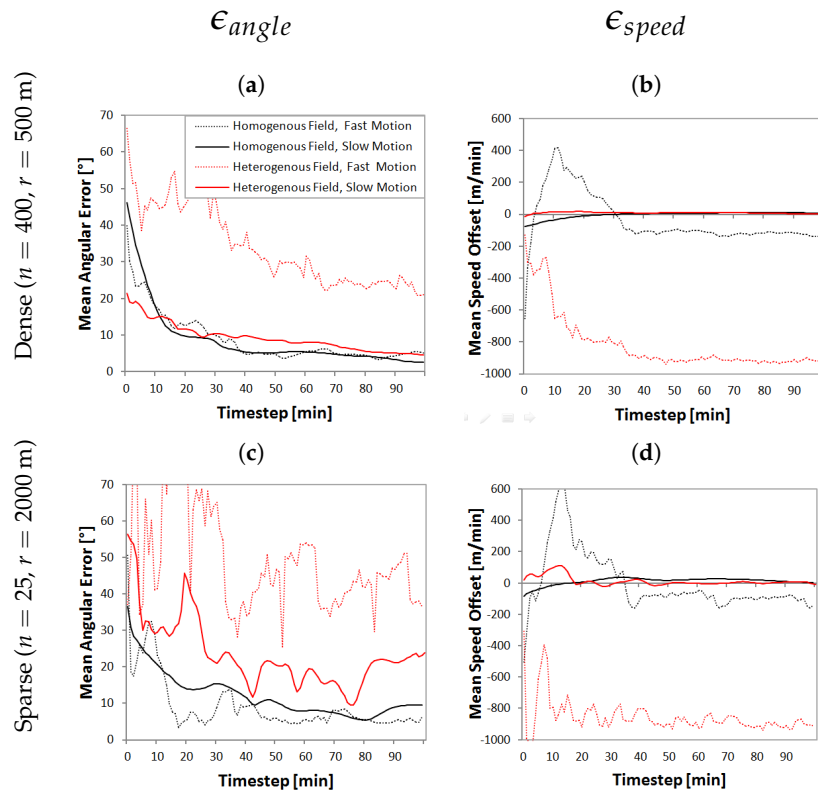 ϵangle
ϵspeed
Dense (n = 400, r = 500 m)
(a)
Mean Angular Error [°]
70
60
50
40
30
20
10
0
Homogenous Field, Fast Motion
Homogenous Field, Slow Motion
Heterogenous Field, Fast Motion
Heterogenous Field, Slow Motion
0 10 20 30 40 50 60 70 80 90
Timestep [min]
(b)
Mean Speed Offset [m/min]
600
400
200
0
-200
-400
-600
-800
-1000
0 10 20 30 40 50 60 70 80 90
Timestep [min]
Sparse (n = 25, r = 2000 m)
(c)
Mean Angular Error [°]
70
60
50
40
30
20
10
0
0 10 20 30 40 50 60 70 80 90
Timestep [min]
(d)
Mean Speed Offset [m/min]
600
400
200
0
-200
-400
-600
-800
-1000
0 10 20 30 40 50 60 70 80 90
Timestep [min]